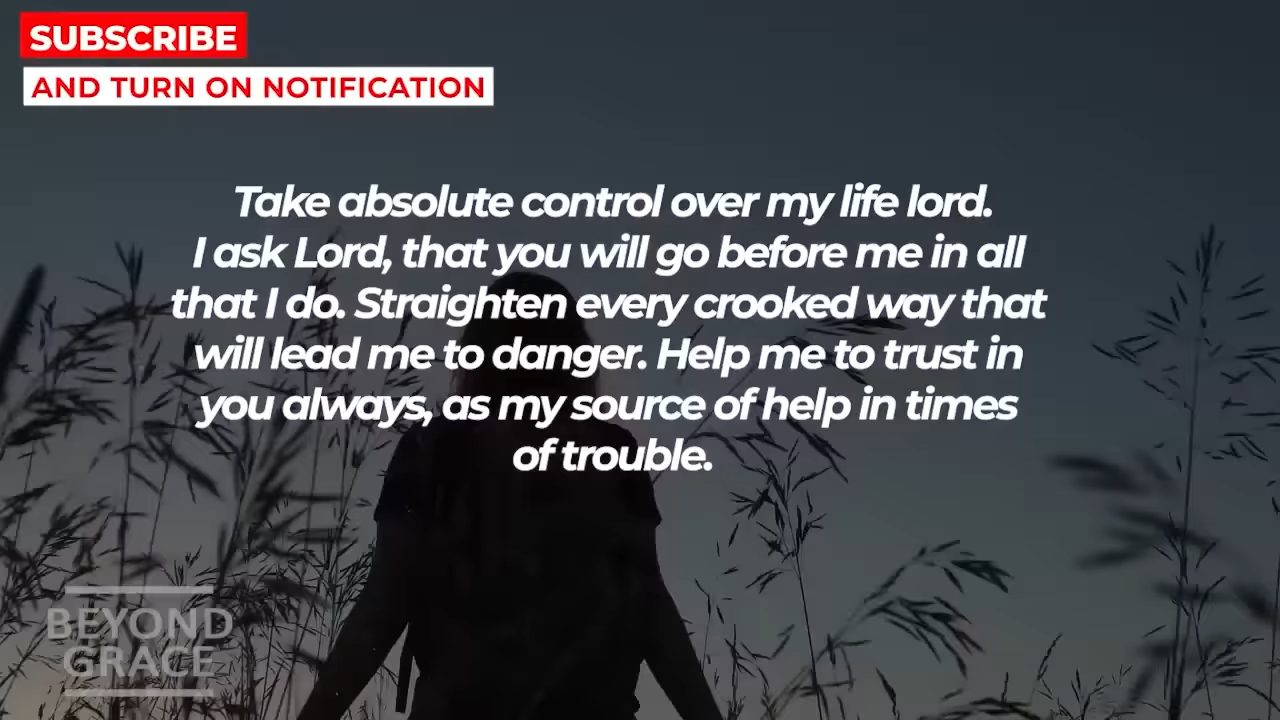 SUBSCRIBE
AND TURN ON NOTIFICATION
Take absolute control over my life lord.
I ask Lord, that you will go before me in all
that I do. Straighten every crooked way that
will lead me to danger. Help me to trust in
you always, as my source of help in times
of trouble.
BEYOND
GRACE